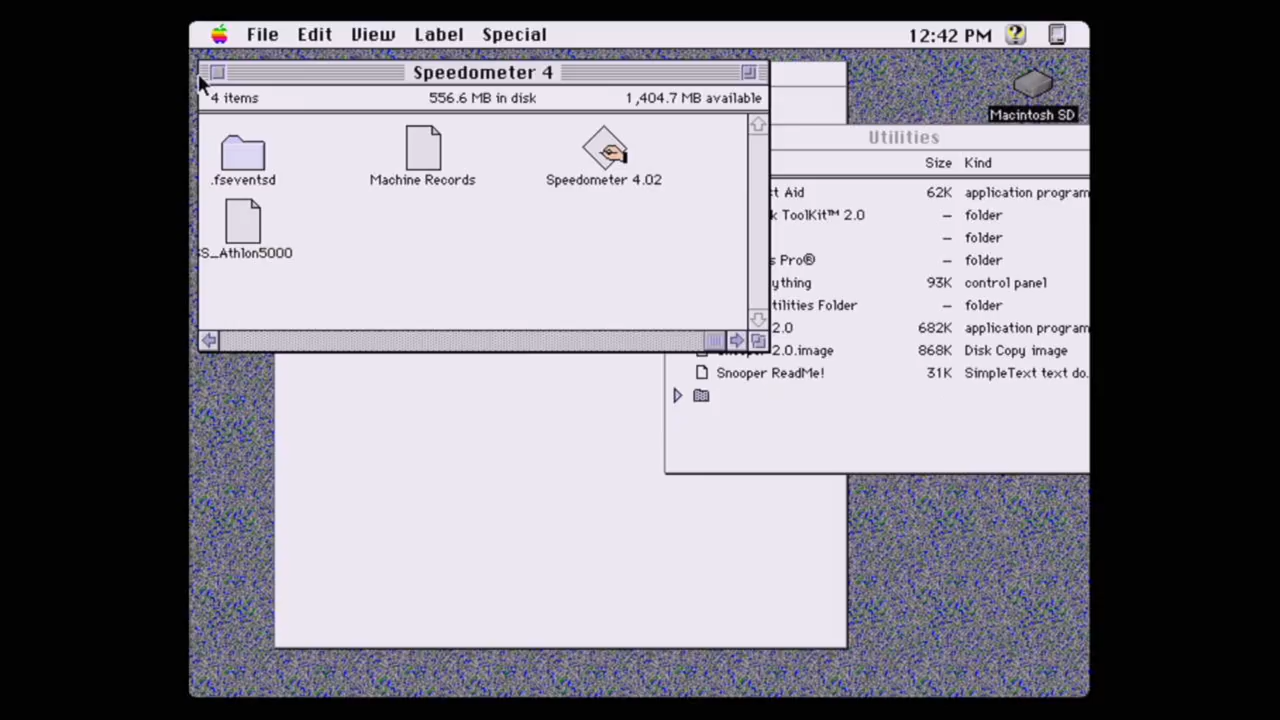 File Edit View Label Special 12:42 PM
Speedometer 4
4 items 556.6 MB in disk 1,404.7 MB available
Macintosh SD
.fseventsd
Machine Records
Speedometer 4.02
S_Athlon5000
Utilities
Size Kind
t Aid 62K application program
k ToolKit™ 2.0 – folder
– folder
s Pro® – folder
ything 93K control panel
tilities Folder – folder
2.0 682K application program
2.0.image 868K Disk Copy image
Snooper ReadMe! 31K SimpleText text do.